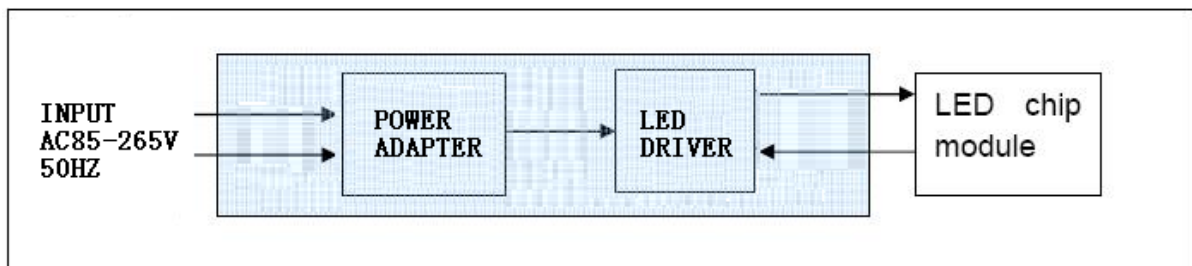 INPUT
AC85-265V
50HZ
POWER
ADAPTER
LED
DRIVER
LED chip
module